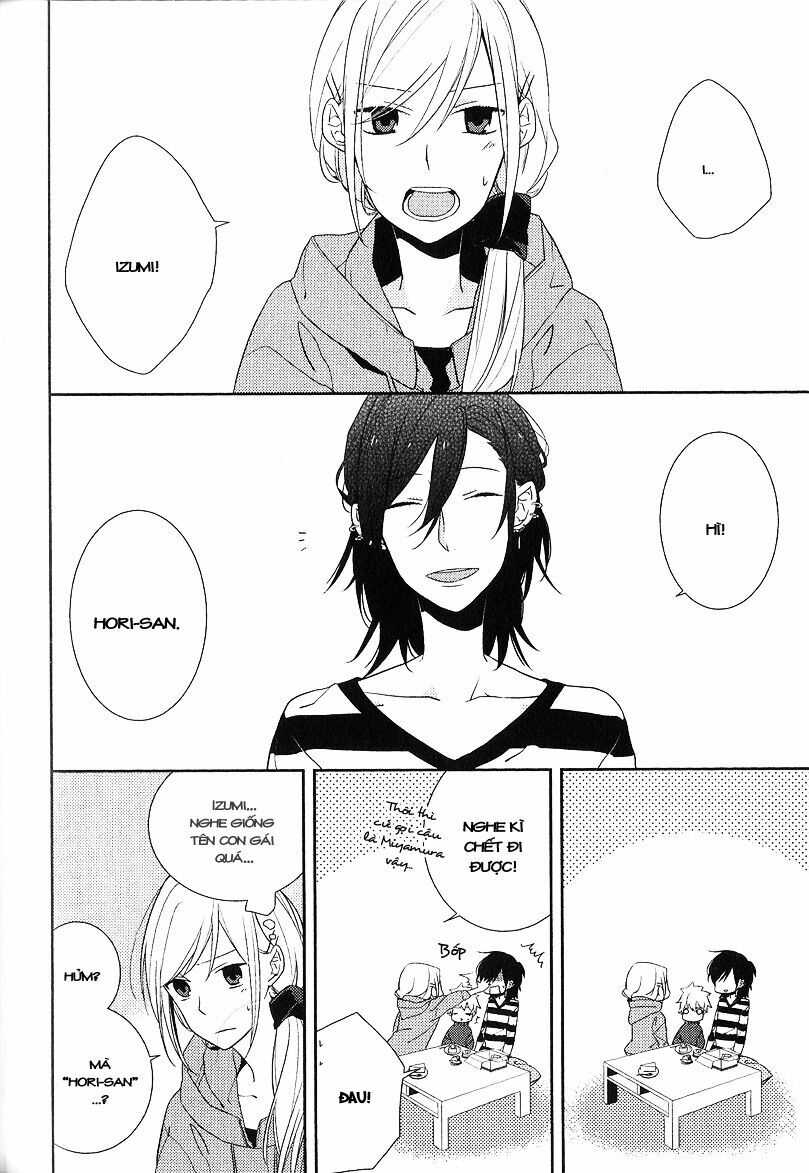 I...
IZUMI!
HÌ!
HORI-SAN.
NGHE KÌ
CHẾT ĐI
ĐƯỢC!
Thôi thì
cứ gọi cậu
là Miyamura
vậy..
Bốp
ĐAU!
IZUMI...
NGHE GIỐNG
TÊN CON GÁI
QUÁ...
HỬM?
MÀ
"HORI-SAN"
...?